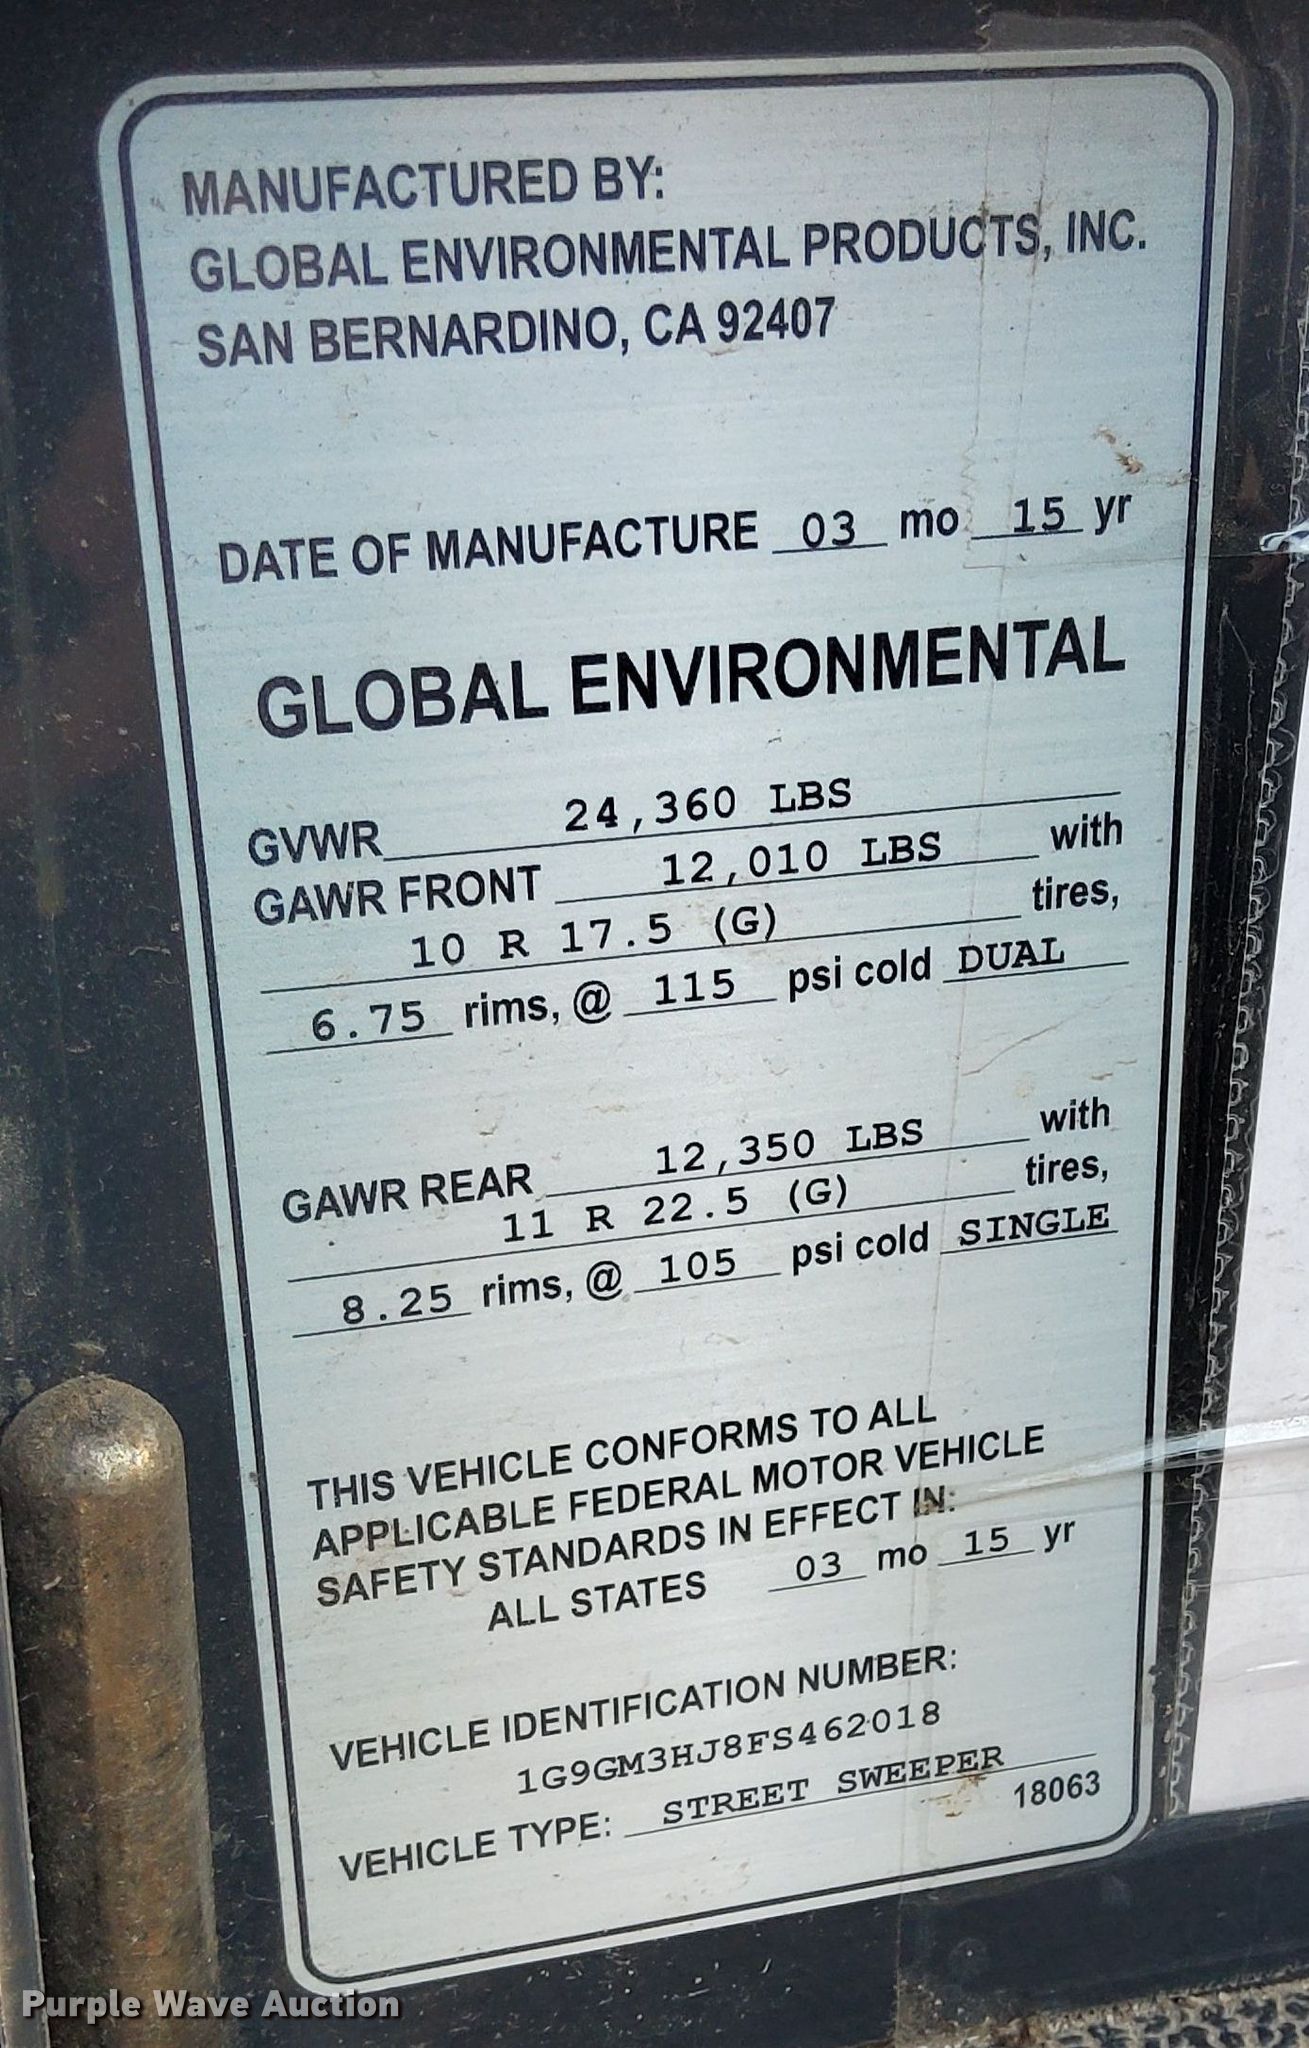 MANUFACTURED BY:
GLOBAL ENVIRONMENTAL PRODUCTS, INC.
SAN BERNARDINO, CA 92407
DATE OF MANUFACTURE 03 mo 15 yr
GLOBAL ENVIRONMENTAL
GVWR 24,360 LBS
GAWR FRONT 12,010 LBS with
10 R 17.5 (G) tires,
6.75 rims, @ 115 psi cold DUAL
GAWR REAR 12,350 LBS with
11 R 22.5 (G) tires,
8.25 rims, @ 105 psi cold SINGLE
THIS VEHICLE CONFORMS TO ALL
APPLICABLE FEDERAL MOTOR VEHICLE
SAFETY STANDARDS IN EFFECT IN:
ALL STATES 03 mo 15 yr
VEHICLE IDENTIFICATION NUMBER:
1G9GM3HJ8FS462018
VEHICLE TYPE: STREET SWEEPER
18063
Purple Wave Auction